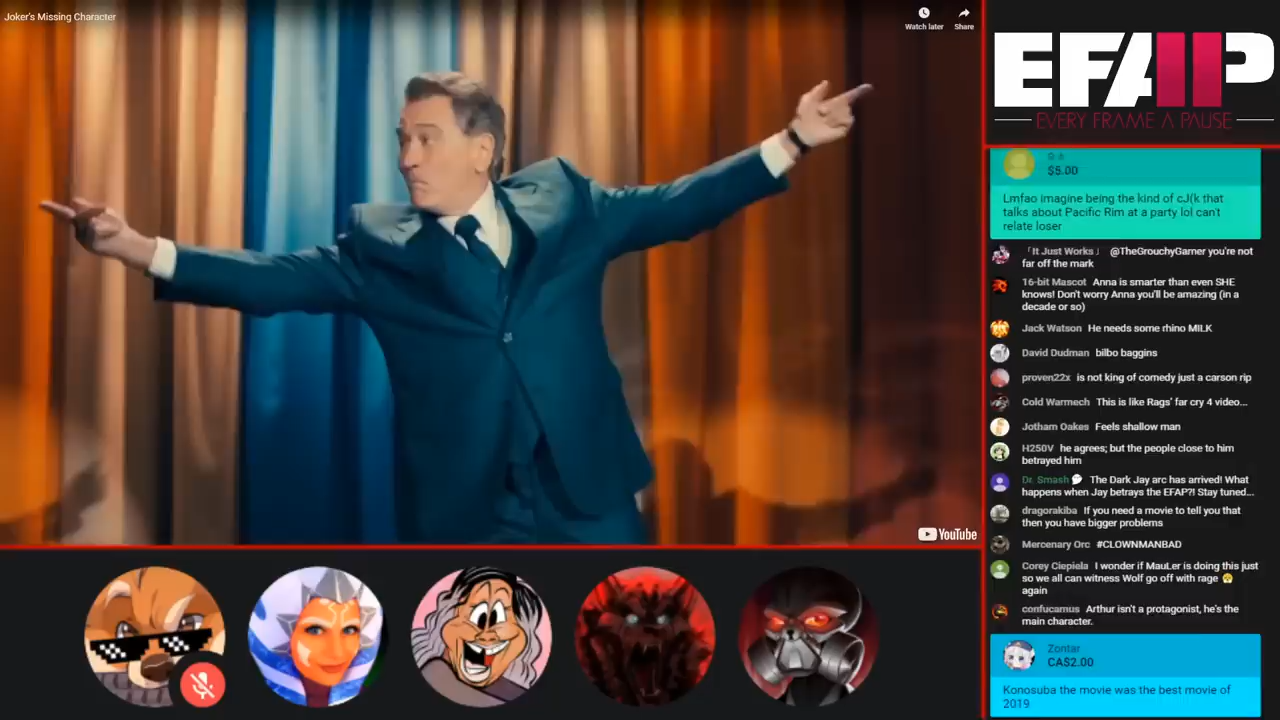 Joker's Missing Character
Watch later
Share
YouTube
EFAP
EVERY FRAME A PAUSE
$5.00
Lmfao imagine being the kind of cJ(k that
talks about Pacific Rim at a party lol can't
relate loser
「It Just Works」 @TheGrouchyGamer you're not
far off the mark
16-bit Mascot Anna is smarter than even SHE
knows! Don't worry Anna you'll be amazing (in a
decade or so)
Jack Watson He needs some rhino MILK
David Dudman bilbo baggins
proven22x is not king of comedy just a carson rip
Cold Warmech This is like Rags' far cry 4 video...
Jotham Oakes Feels shallow man
H250V he agrees; but the people close to him
betrayed him
Dr. Smash The Dark Jay arc has arrived! What
happens when Jay betrays the EFAP?! Stay tuned...
dragorakiba If you need a movie to tell you that
then you have bigger problems
Mercenary Orc #CLOWNMANBAD
Corey Ciepiela I wonder if MauLer is doing this just
so we all can witness Wolf go off with rage 😤
again
confucamus Arthur isn't a protagonist, he's the
main character.
Zontar
CA$2.00
Konosuba the movie was the best movie of
2019